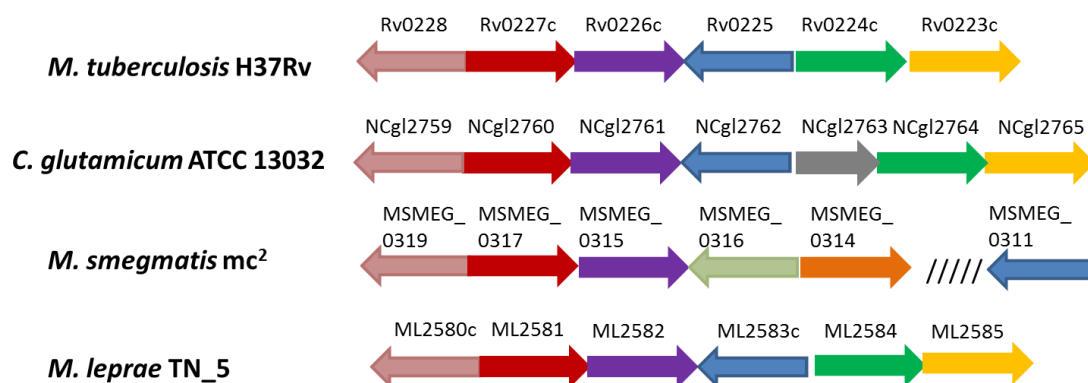 Rv0228 Rv0227c Rv0226c Rv0225 Rv0224c Rv0223c
M. tuberculosis H37Rv
NCgl2759 NCgl2760 NCgl2761 NCgl2762 NCgl2763 NCgl2764 NCgl2765
C. glutamicum ATCC 13032
MSMEG_ MSMEG_ MSMEG_ MSMEG_ MSMEG_ MSMEG_
0319 0317 0315 0316 0314 0311
M. smegmatis mc²
/////
ML2580c ML2581 ML2582 ML2583c ML2584 ML2585
M. leprae TN_5